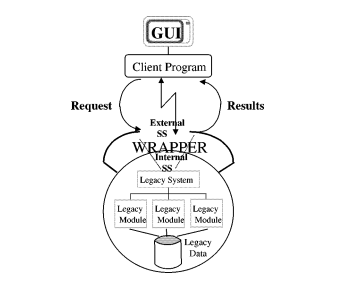 GUI
Client Program
Request
Results
External
SS
WRAPPER
Internal
SS
Legacy System
Legacy Legacy Legacy
Module Module Module
Legacy
Data